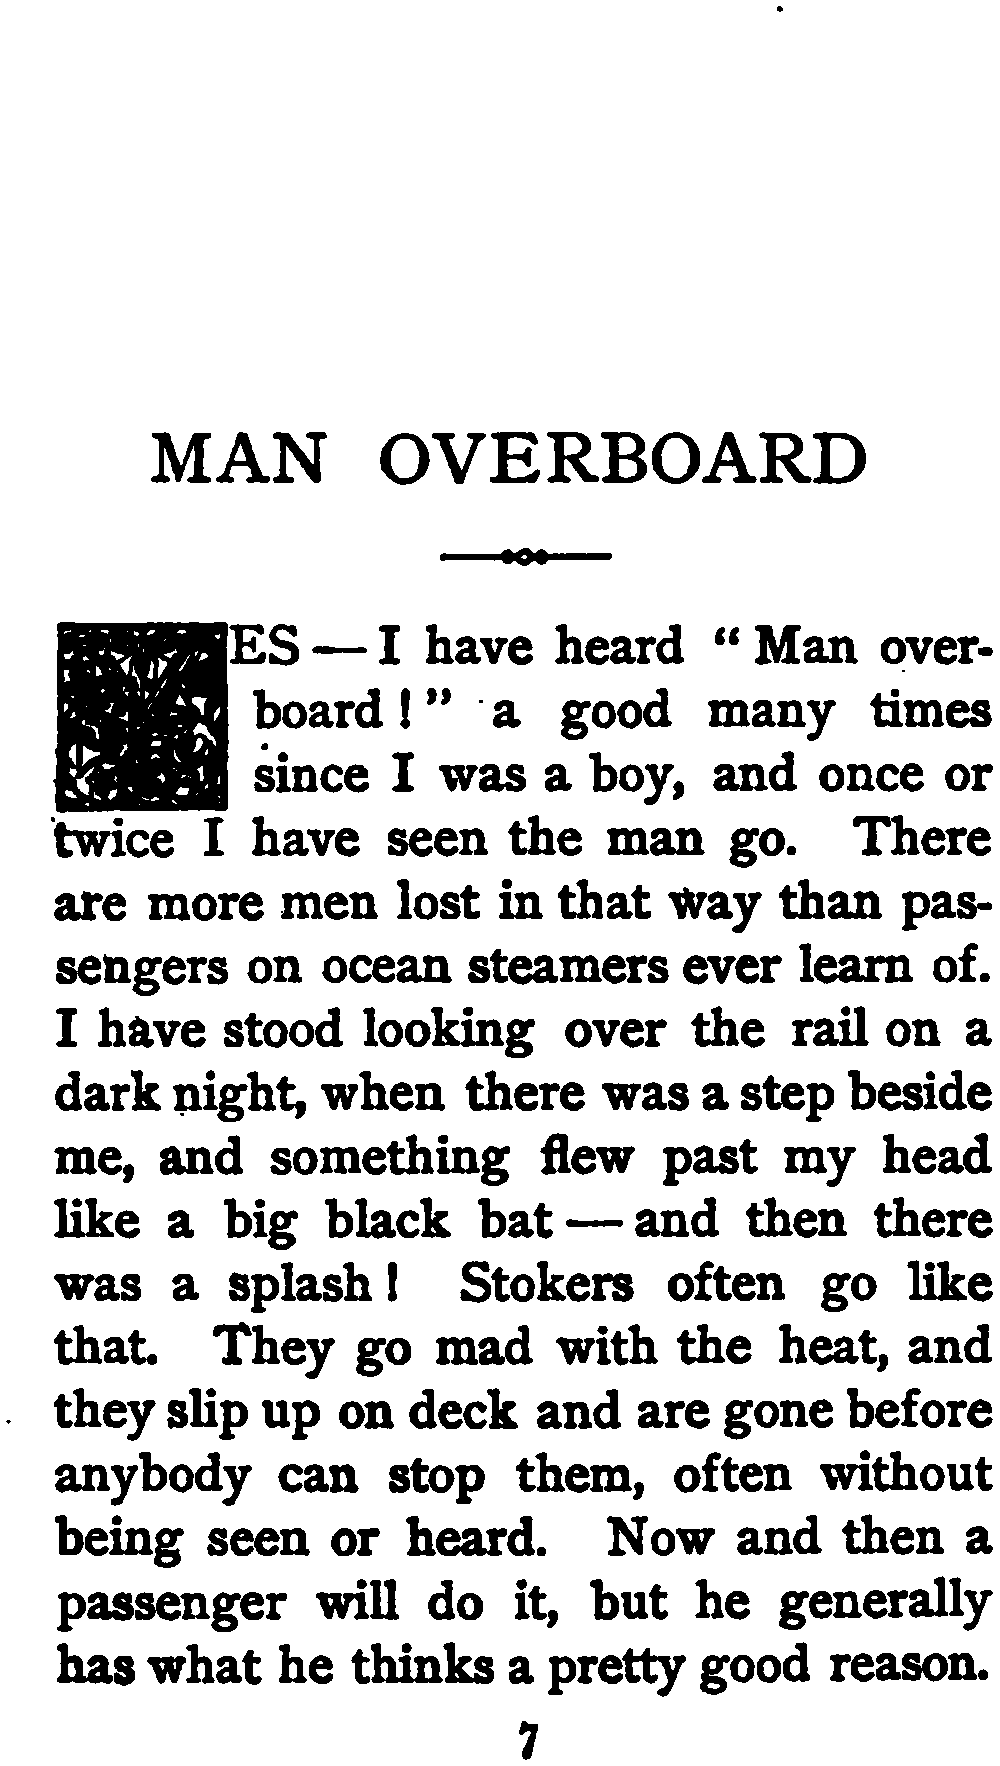 MAN OVERBOARD
YES — I have heard “ Man over-
board ! ” a good many times
since I was a boy, and once or
twice I have seen the man go. There
are more men lost in that way than pas-
sengers on ocean steamers ever learn of.
I have stood looking over the rail on a
dark night, when there was a step beside
me, and something flew past my head
like a big black bat — and then there
was a splash ! Stokers often go like
that. They go mad with the heat, and
they slip up on deck and are gone before
anybody can stop them, often without
being seen or heard. Now and then a
passenger will do it, but he generally
has what he thinks a pretty good reason.
7